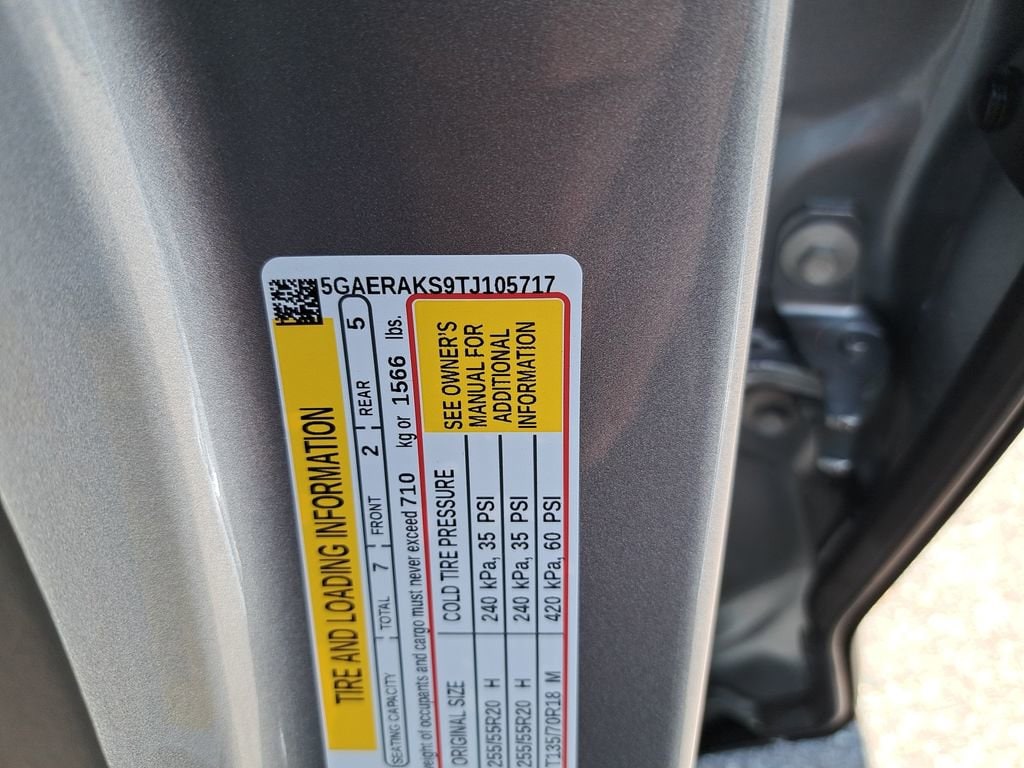 5GAERAKS9TJ105717
TIRE AND LOADING INFORMATION
SEATING CAPACITY TOTAL 7 FRONT 2 REAR 5
of occupants and cargo must never exceed 710 kg or 1566 lbs.
ORIGINAL SIZE COLD TIRE PRESSURE
255/55R20 H 240 kPa, 35 PSI
255/55R20 H 240 kPa, 35 PSI
T135/70R18 M 420 kPa, 60 PSI
SEE OWNER'S
MANUAL FOR
ADDITIONAL
INFORMATION